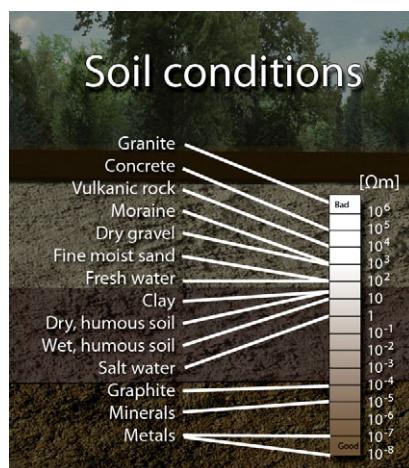 Soil conditions
Granite
Concrete
Vulkanic rock
Moraine
Dry gravel
Fine moist sand
Fresh water
Clay
Dry, humous soil
Wet, humous soil
Salt water
Graphite
Minerals
Metals
[Ωm]
Bad
10⁶
10⁵
10⁴
10³
10²
10
1
10⁻¹
10⁻²
10⁻³
10⁻⁴
10⁻⁵
10⁻⁶
10⁻⁷
Good
10⁻⁸